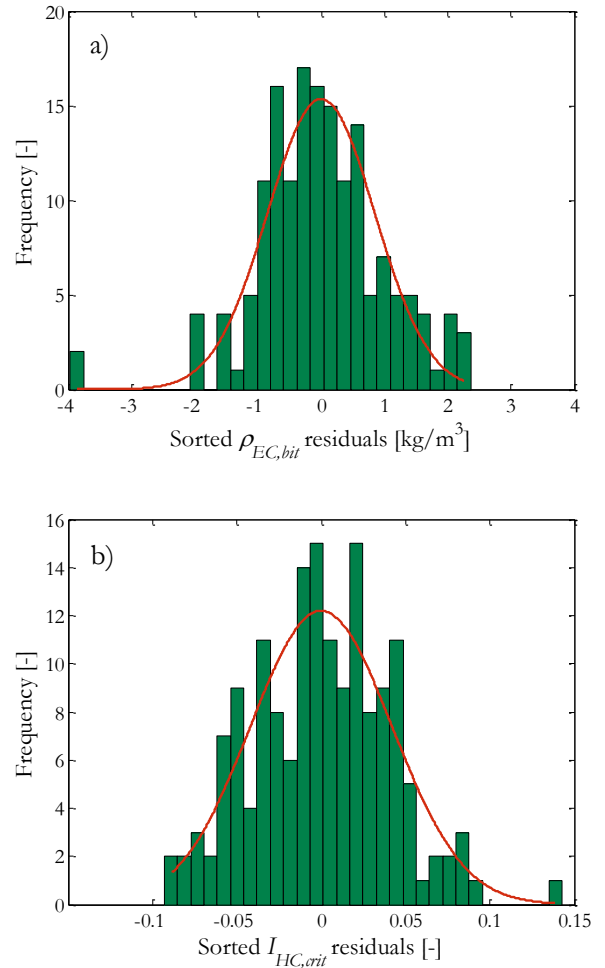 a)
20
15
10
5
0
Frequency [-]
-4 -3 -2 -1 0 1 2 3 4
Sorted ρEC,bit residuals [kg/m³]
b)
16
14
12
10
8
6
4
2
0
Frequency [-]
-0.1 -0.05 0 0.05 0.1 0.15
Sorted IHC,crit residuals [-]